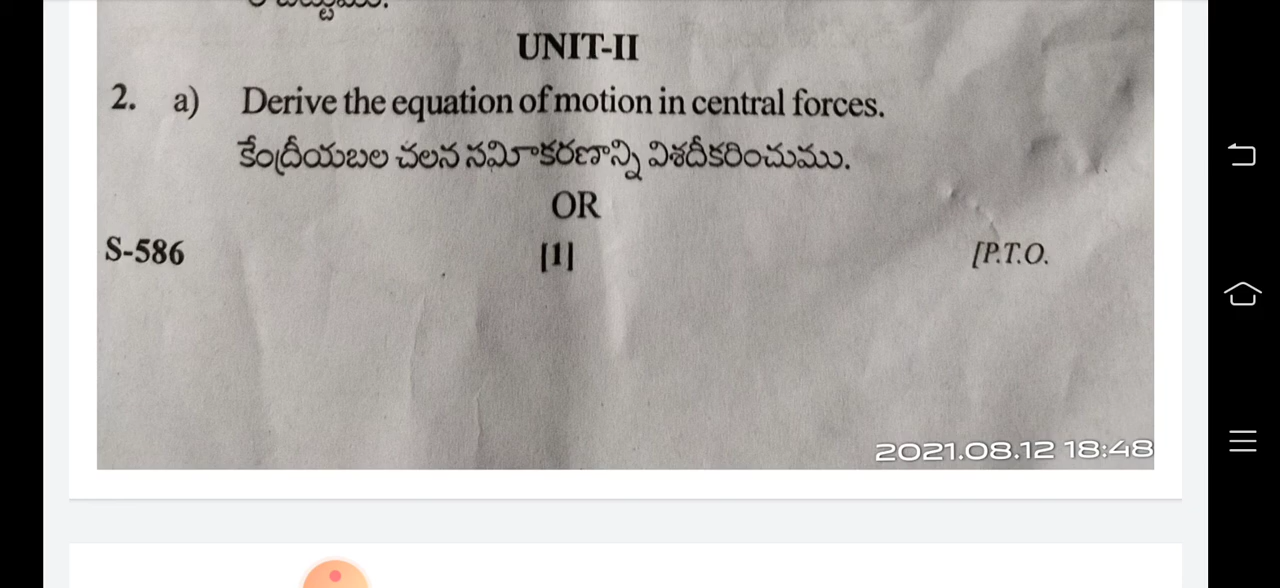 UNIT-II
2. a) Derive the equation of motion in central forces.
కేంద్రీయబల చలన సమీకరణాన్ని విశదీకరించుము.
OR
S-586 [1] [P.T.O.
2021.08.12 18:48